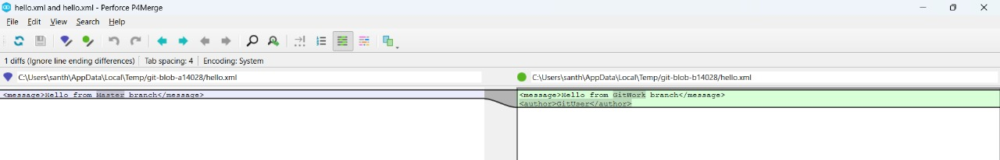 hello.xml and hello.xml - Perforce P4Merge
File Edit View Search Help
1 diffs (Ignore line ending differences) Tab spacing: 4 Encoding: System
C:\Users\santh\AppData\Local\Temp/git-blob-a14028/hello.xml
C:\Users\santh\AppData\Local\Temp/git-blob-b14028/hello.xml
<message>Hello from Master branch</message>
<message>Hello from GitWork branch</message>
<author>GitUser</author>